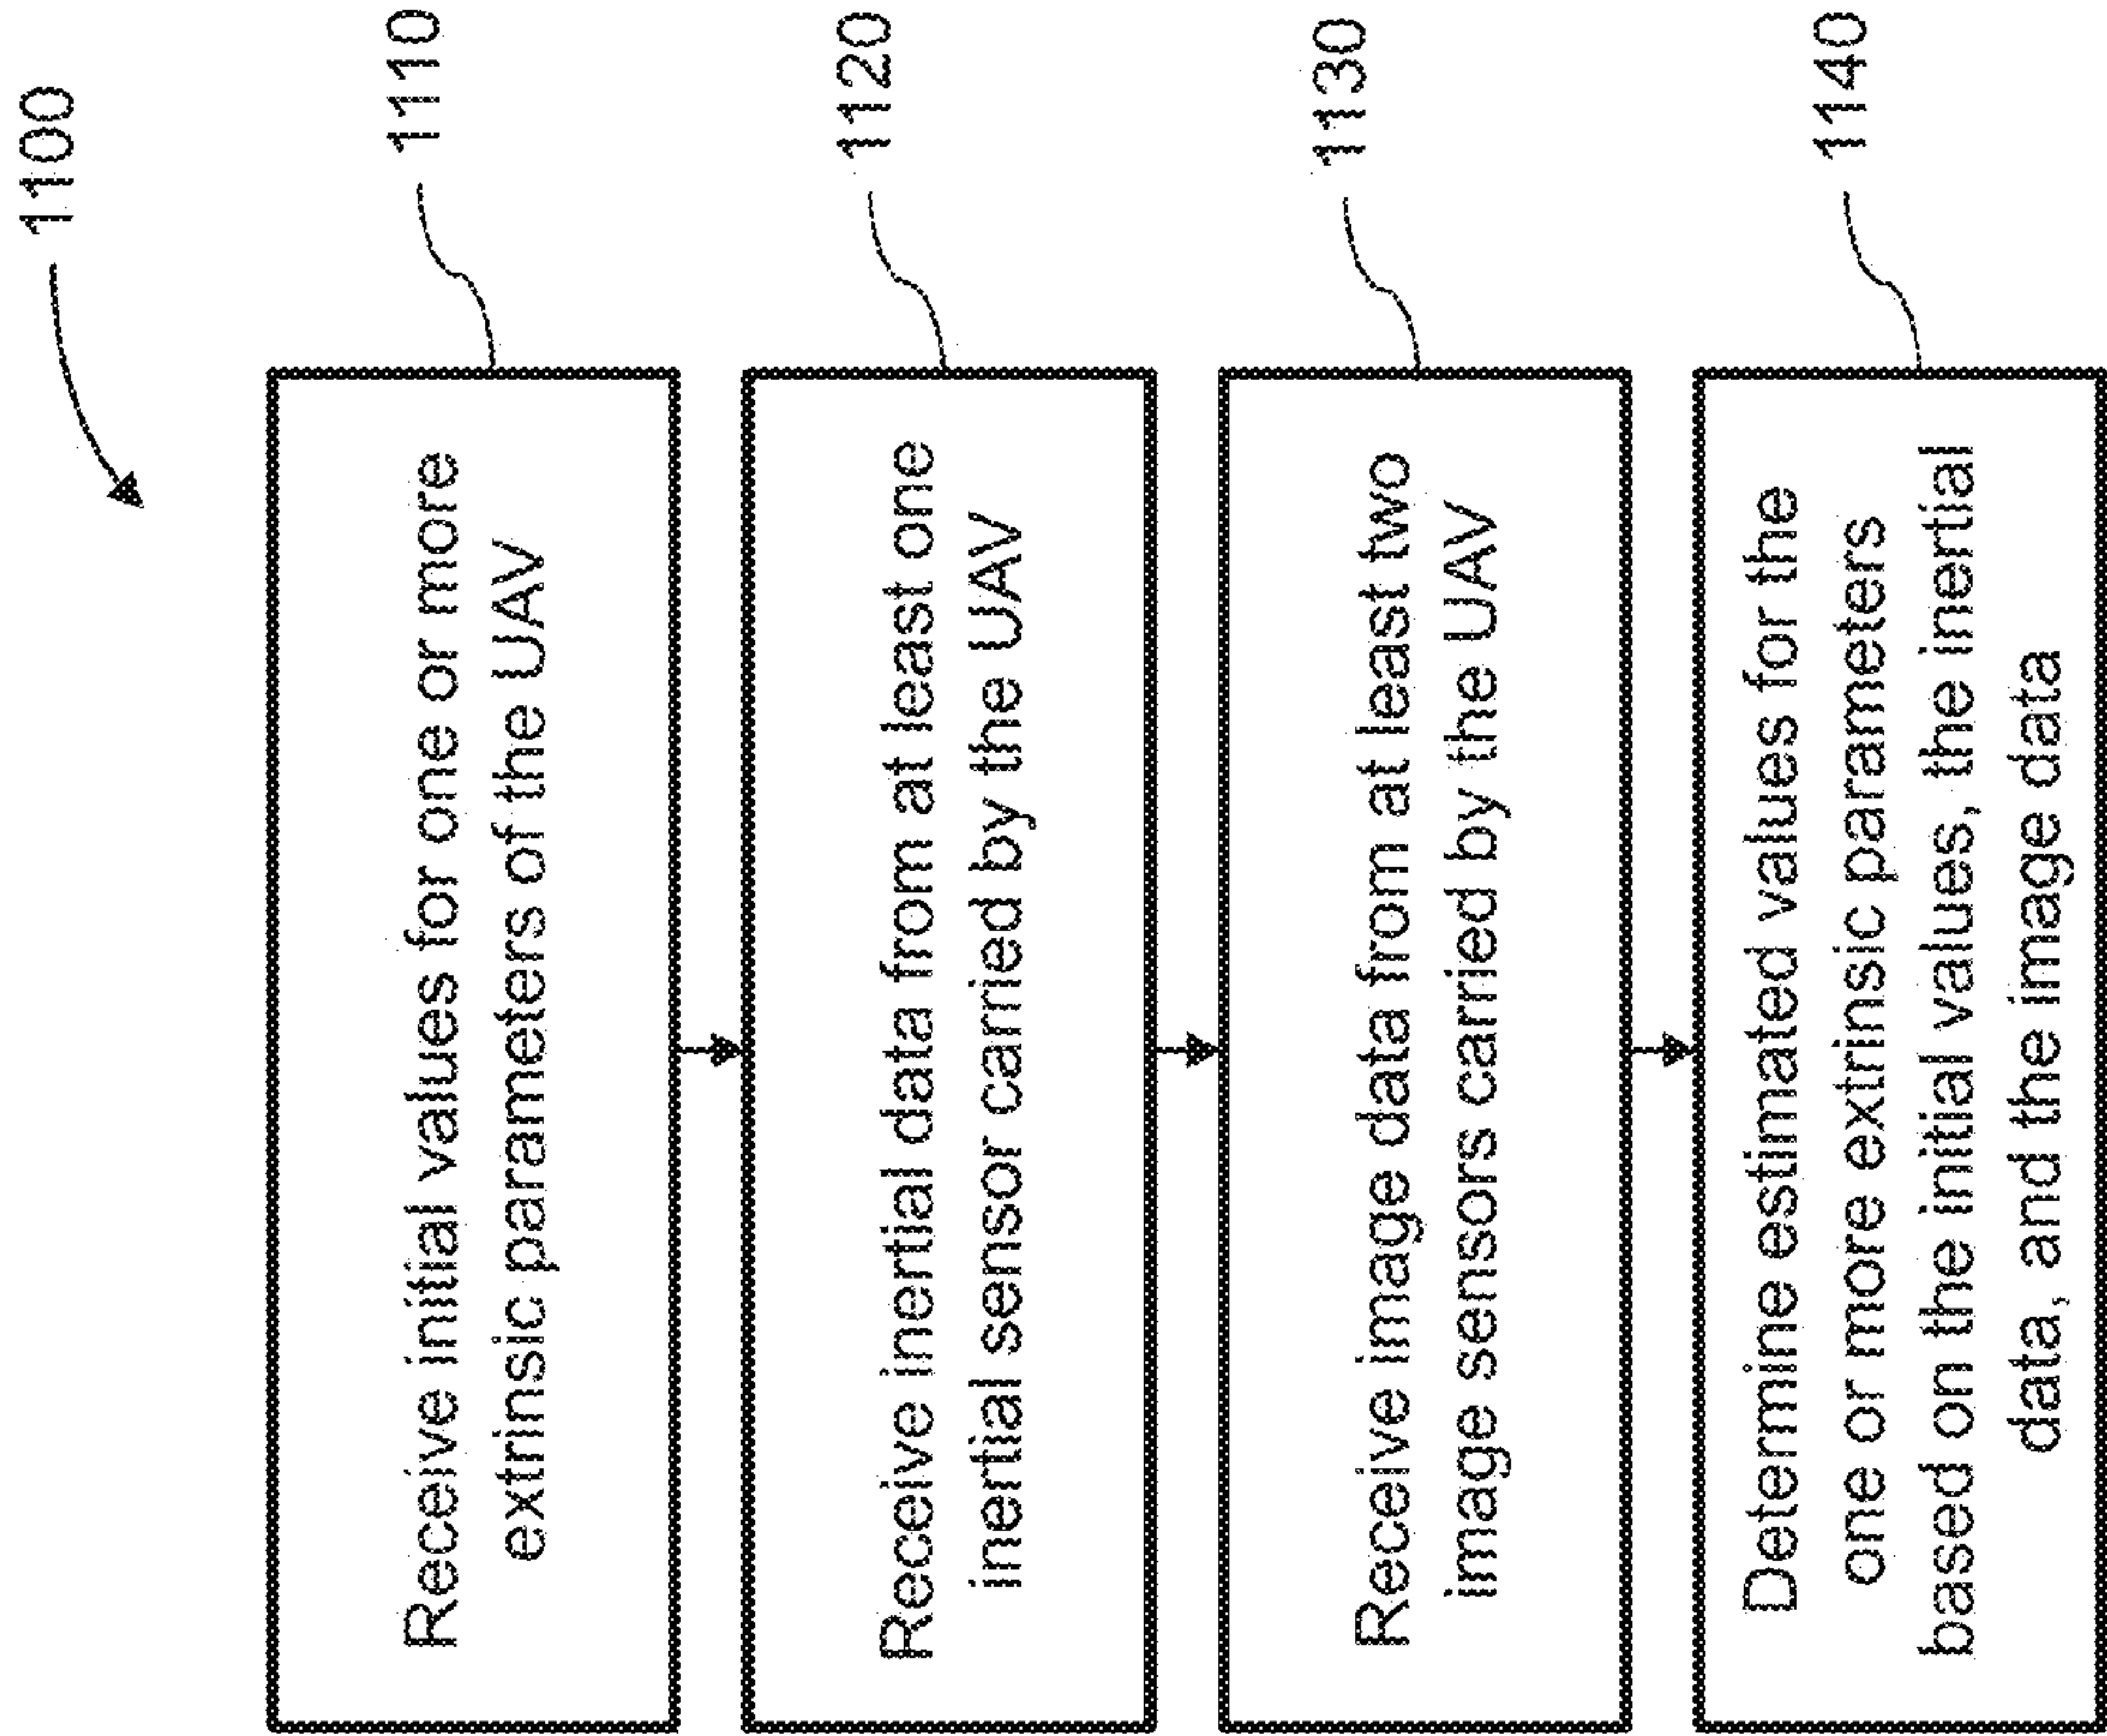 1100
Receive initial values for one or more
extrinsic parameters of the UAV
1110
Receive inertial data from at least one
inertial sensor carried by the UAV
1120
Receive image data from at least two
image sensors carried by the UAV
1130
Determine estimated values for the
one or more extrinsic parameters
based on the initial values, the inertial
data, and the image data
1140